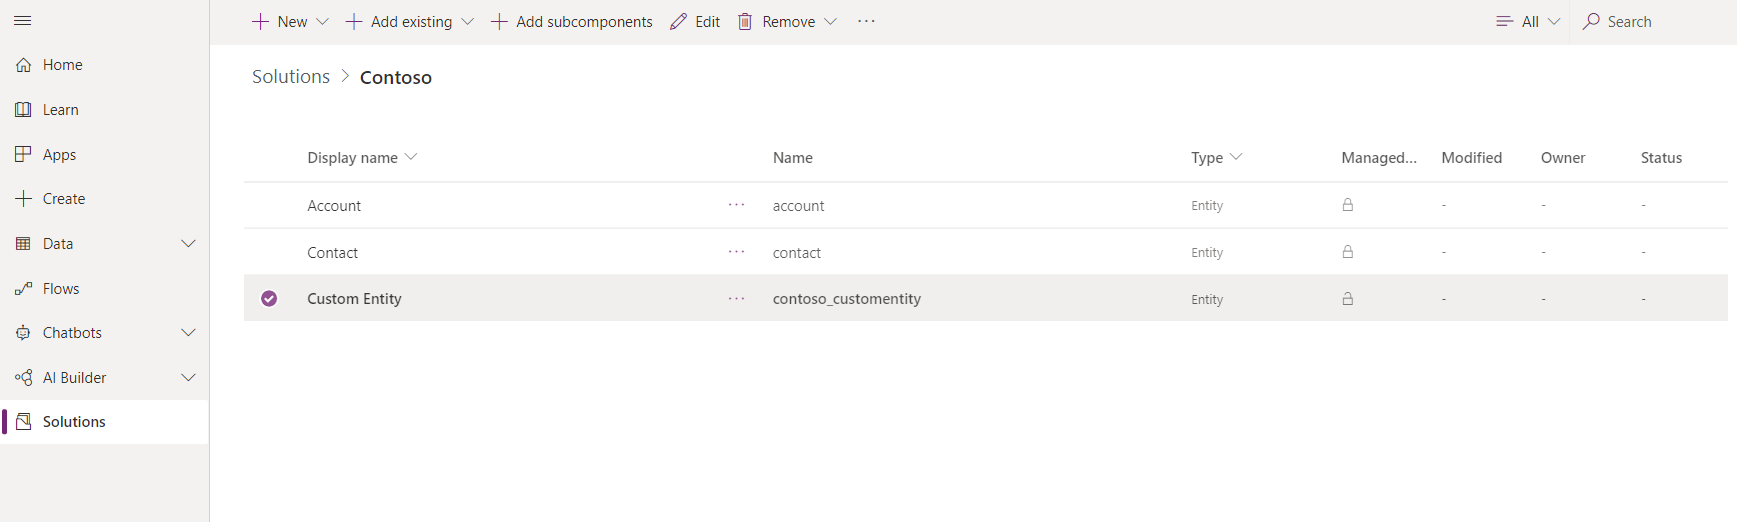 New Add existing Add subcomponents Edit Remove ··· All Search
Home
Learn
Apps
Create
Data
Flows
Chatbots
AI Builder
Solutions
Solutions > Contoso
Display name Name Type Managed... Modified Owner Status
Account ··· account Entity - - -
Contact ··· contact Entity - - -
Custom Entity ··· contoso_customentity Entity - - -